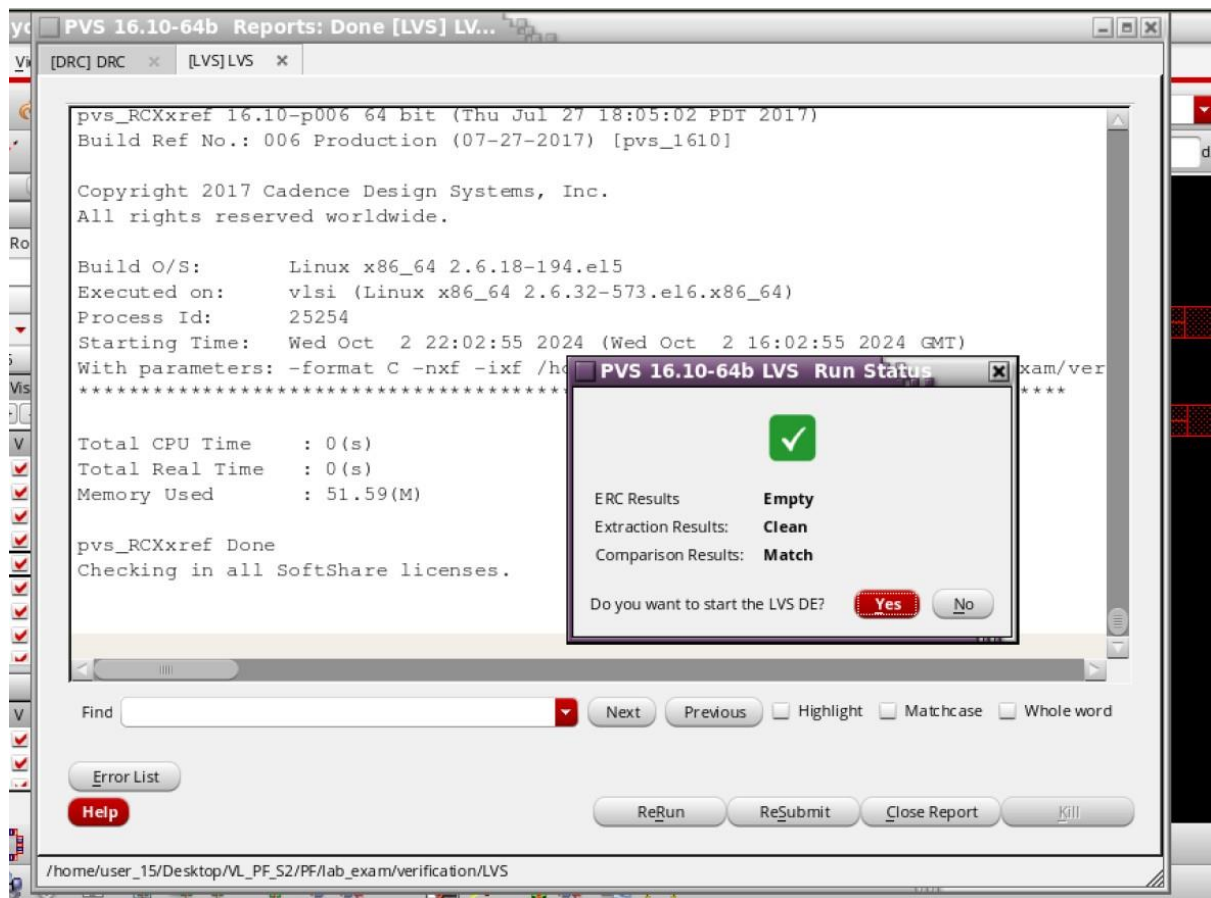 PVS 16.10-64b Reports: Done [LVS] LV...
[DRC] DRC
[LVS] LVS
pvs_RCXxref 16.10-p006 64 bit (Thu Jul 27 18:05:02 PDT 2017)
Build Ref No.: 006 Production (07-27-2017) [pvs_1610]
Copyright 2017 Cadence Design Systems, Inc.
All rights reserved worldwide.
Build O/S: Linux x86_64 2.6.18-194.el5
Executed on: vlsi (Linux x86_64 2.6.32-573.el6.x86_64)
Process Id: 25254
Starting Time: Wed Oct 2 22:02:55 2024 (Wed Oct 2 16:02:55 2024 GMT)
With parameters: -format C -nxf -ixf /ho xam/ver
****************************************************************
Total CPU Time : 0(s)
Total Real Time : 0(s)
Memory Used : 51.59(M)
pvs_RCXxref Done
Checking in all SoftShare licenses.
PVS 16.10-64b LVS Run Status
ERC Results Empty
Extraction Results: Clean
Comparison Results: Match
Do you want to start the LVS DE? Yes No
Find Next Previous Highlight Matchcase Whole word
Error List
Help ReRun ReSubmit Close Report Kill
/home/user_15/Desktop/VL_PF_S2/PF/lab_exam/verification/LVS
Ro
Vis
V
V